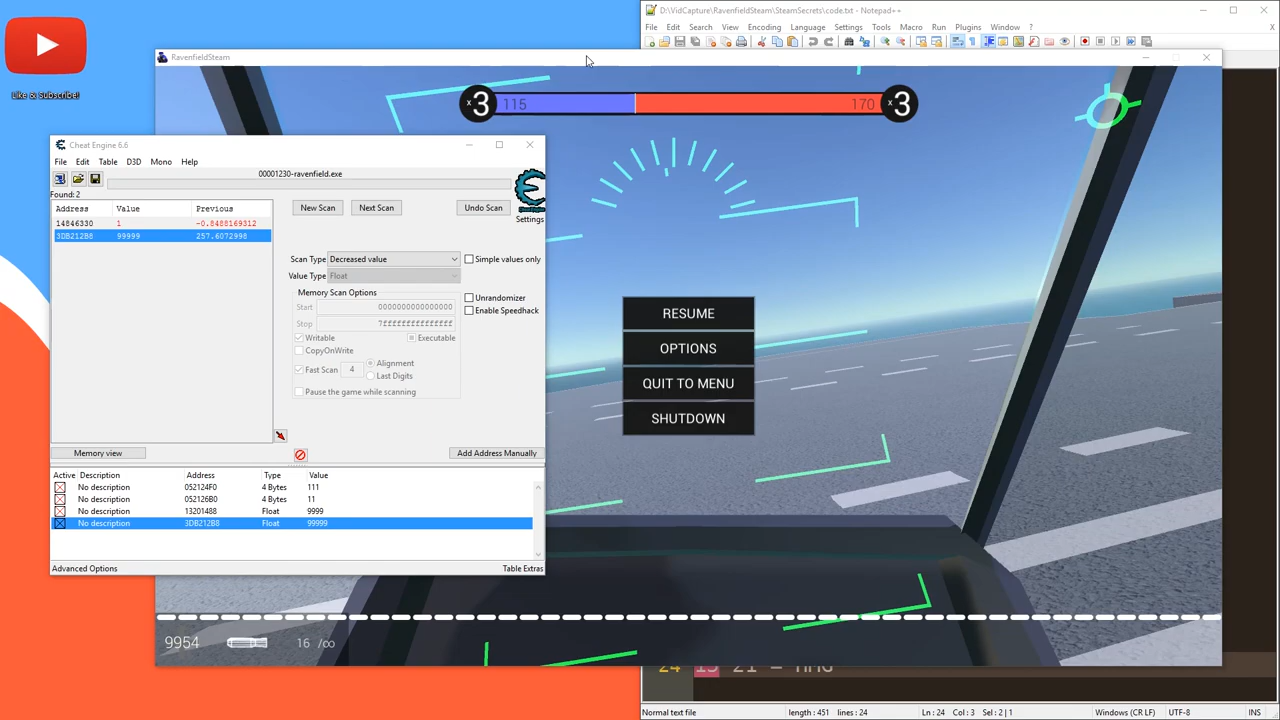 D:\VidCapture\RavenfieldSteam\SteamSecrets\code.txt - Notepad++
File Edit Search View Encoding Language Settings Tools Macro Run Plugins Window ?
Like & Subscribe!
RavenfieldSteam
x3 115 170 x3
Cheat Engine 6.6
File Edit Table D3D Mono Help
00001230-ravenfield.exe
Found: 2
Address Value Previous
14846330 1 -0.8488169312
3DB212B8 99999 257.6072998
New Scan Next Scan Undo Scan
Settings
Scan Type Decreased value Simple values only
Value Type Float
Memory Scan Options
Start 0000000000000000
Stop 7fffffffffffffff
Writable Executable
CopyOnWrite
Fast Scan 4 Alignment
Last Digits
Pause the game while scanning
Unrandomizer
Enable Speedhack
Memory view Add Address Manually
Active Description Address Type Value
No description 052124F0 4 Bytes 111
No description 052126B0 4 Bytes 11
No description 13201488 Float 9999
No description 3DB212B8 Float 99999
Advanced Options Table Extras
RESUME
OPTIONS
QUIT TO MENU
SHUTDOWN
9954 16 /∞
Normal text file length : 451 lines : 24 Ln : 24 Col : 3 Sel : 2 | 1 Windows (CR LF) UTF-8 INS